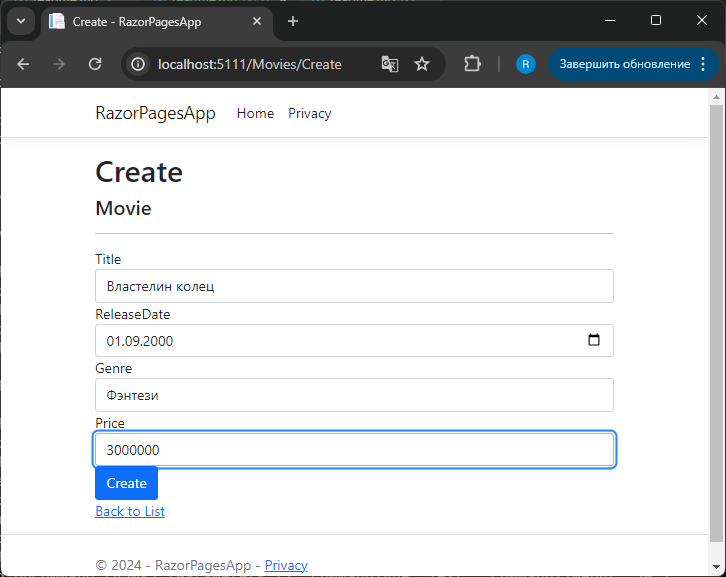 Create - RazorPagesApp
localhost:5111/Movies/Create
R
Завершить обновление
RazorPagesApp Home Privacy
Create
Movie
Title
Властелин колец
ReleaseDate
01.09.2000
Genre
Фэнтези
Price
3000000
Create
Back to List
© 2024 - RazorPagesApp - Privacy